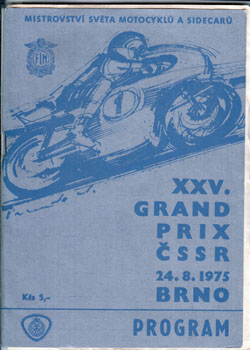 MISTROVSTVÍ SVĚTA MOTOCYKLŮ A SIDECARŮ
FIM
1
XXV.
GRAND
PRIX
ČSSR
24.8.1975
Kčs 5,- BRNO
PROGRAM